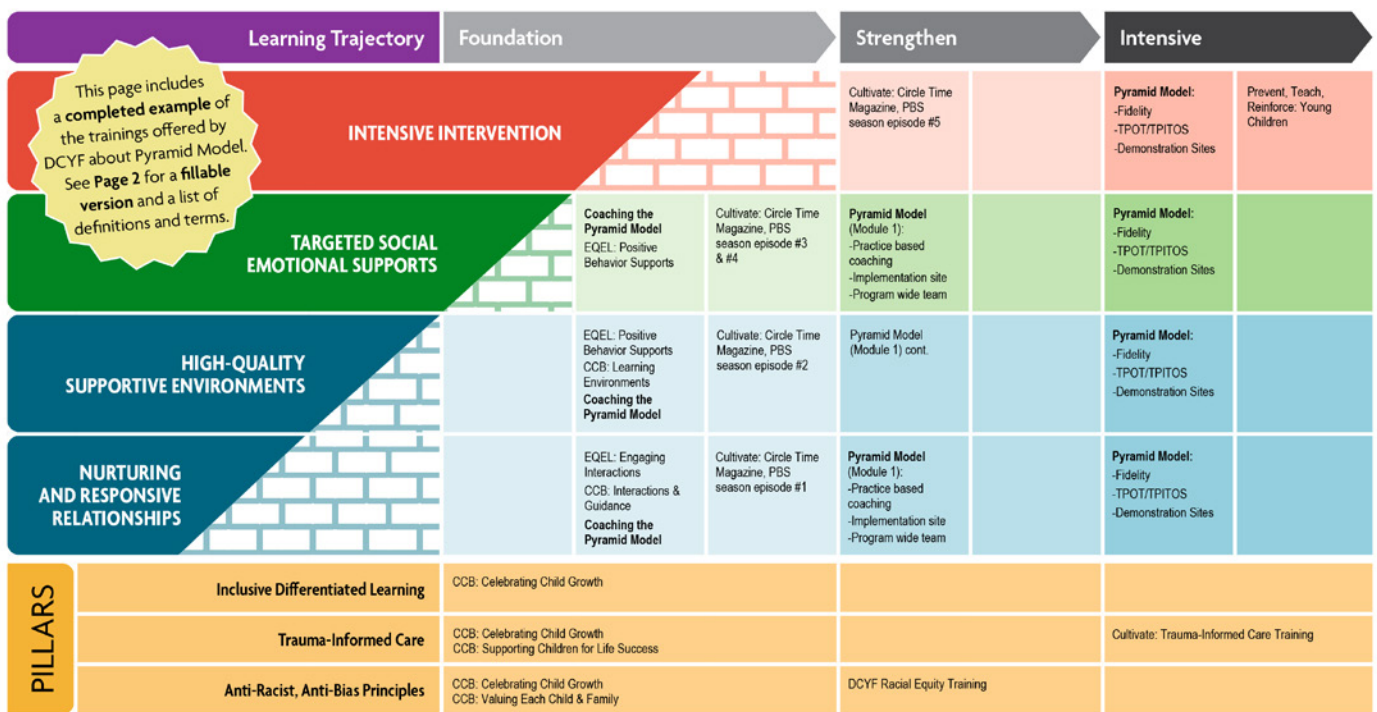 Learning Trajectory
Foundation
Strengthen
Intensive
This page includes
a completed example of
the trainings offered by
DCYF about Pyramid Model.
See Page 2 for a fillable
version and a list of
definitions and terms.
INTENSIVE INTERVENTION
Cultivate: Circle Time
Magazine, PBS
season episode #5
Pyramid Model:
-Fidelity
-TPOT/TPITOS
-Demonstration Sites
Prevent, Teach,
Reinforce: Young
Children
TARGETED SOCIAL
EMOTIONAL SUPPORTS
Coaching the
Pyramid Model
EQEL: Positive
Behavior Supports
Cultivate: Circle Time
Magazine, PBS
season episode #3
& #4
Pyramid Model
(Module 1):
-Practice based
coaching
-Implementation site
-Program wide team
Pyramid Model:
-Fidelity
-TPOT/TPITOS
-Demonstration Sites
HIGH-QUALITY
SUPPORTIVE ENVIRONMENTS
EQEL: Positive
Behavior Supports
CCB: Learning
Environments
Coaching the
Pyramid Model
Cultivate: Circle Time
Magazine, PBS
season episode #2
Pyramid Model
(Module 1) cont.
Pyramid Model:
-Fidelity
-TPOT/TPITOS
-Demonstration Sites
NURTURING
AND RESPONSIVE
RELATIONSHIPS
EQEL: Engaging
Interactions
CCB: Interactions &
Guidance
Coaching the
Pyramid Model
Cultivate: Circle Time
Magazine, PBS
season episode #1
Pyramid Model
(Module 1):
-Practice based
coaching
-Implementation site
-Program wide team
Pyramid Model:
-Fidelity
-TPOT/TPITOS
-Demonstration Sites
PILLARS
Inclusive Differentiated Learning
CCB: Celebrating Child Growth
Trauma-Informed Care
CCB: Celebrating Child Growth
CCB: Supporting Children for Life Success
Cultivate: Trauma-Informed Care Training
Anti-Racist, Anti-Bias Principles
CCB: Celebrating Child Growth
CCB: Valuing Each Child & Family
DCYF Racial Equity Training